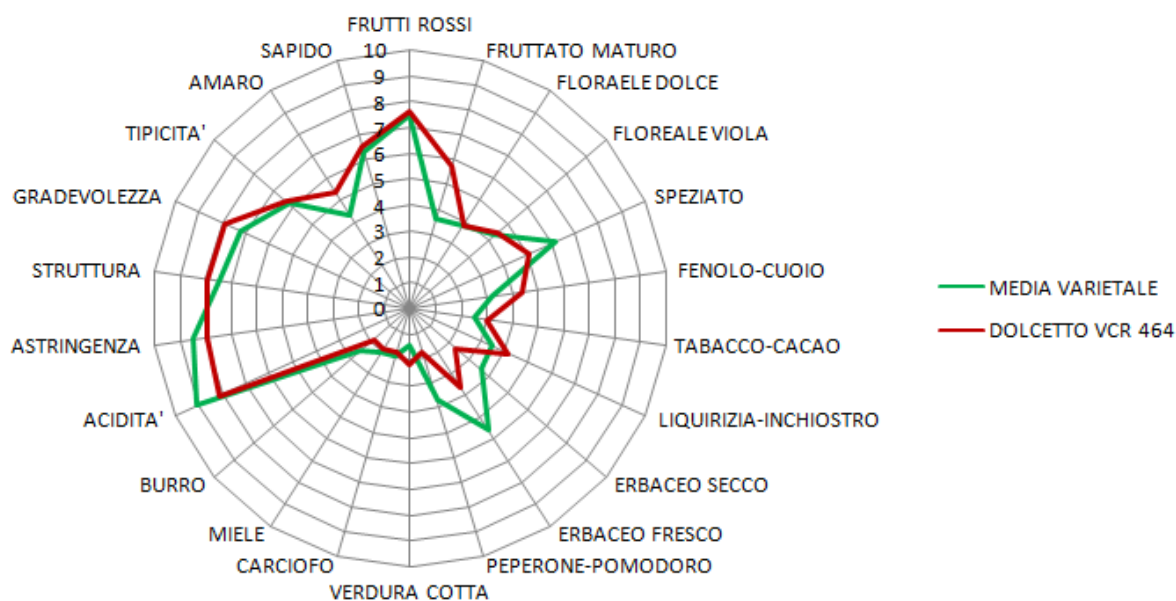 FRUTTI ROSSI
FRUTTATO MATURO
FLORAELE DOLCE
FLOREALE VIOLA
SPEZIATO
FENOLO-CUOIO
TABACCO-CACAO
LIQUIRIZIA-INCHIOSTRO
ERBACEO SECCO
ERBACEO FRESCO
PEPERONE-POMODORO
VERDURA COTTA
CARCIOFO
MIELE
BURRO
ACIDITA'
ASTRINGENZA
STRUTTURA
GRADEVOLEZZA
TIPICITA'
AMARO
SAPIDO
10
9
8
7
6
5
4
3
2
1
0
MEDIA VARIETALE
DOLCETTO VCR 464